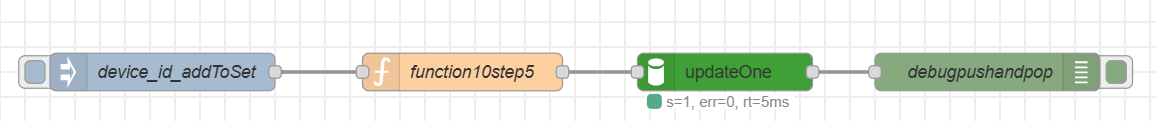 device_id_addToSet
function10step5
updateOne
debugpushandpop
s=1, err=0, rt=5ms